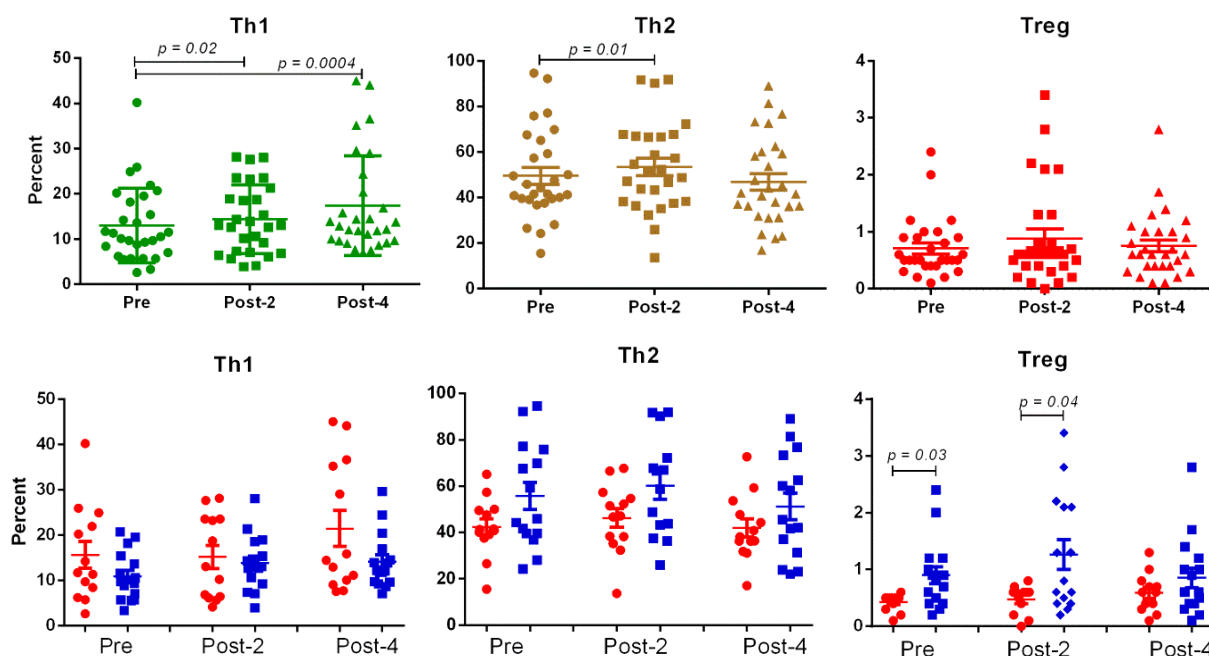 Th1
50
40
30
20
10
0
Percent
p = 0.02
p = 0.0004
Pre Post-2 Post-4
Th2
100
80
60
40
20
0
p = 0.01
Pre Post-2 Post-4
Treg
4
3
2
1
0
Pre Post-2 Post-4
Th1
50
40
30
20
10
0
Percent
Pre Post-2 Post-4
Th2
100
80
60
40
20
0
Pre Post-2 Post-4
Treg
4
3
2
1
0
p = 0.04
p = 0.03
Pre Post-2 Post-4